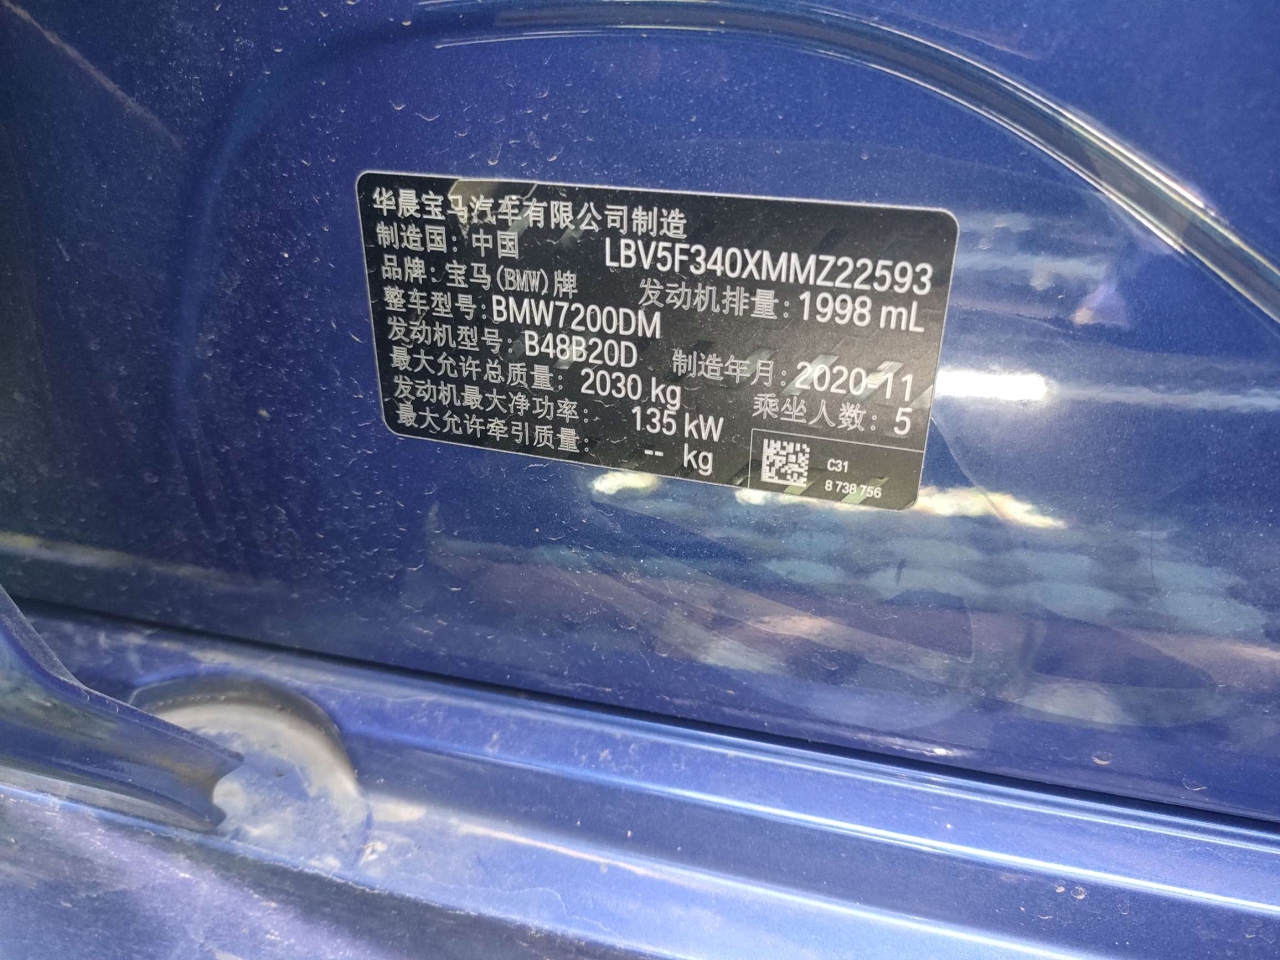 华晨宝马汽车有限公司制造
制造国: 中国 LBV5F340XMMZ22593
品牌: 宝马(BMW)牌 发动机排量: 1998 mL
整车型号: BMW7200DM
发动机型号: B48B20D 制造年月: 2020-11
最大允许总质量: 2030 kg 乘坐人数: 5
发动机最大净功率: 135 kW
最大允许牵引质量: -- kg
C31
8 738 756